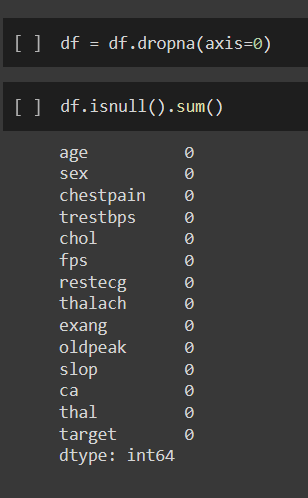 [ ] df = df.dropna(axis=0)
[ ] df.isnull().sum()
age 0
sex 0
chestpain 0
trestbps 0
chol 0
fps 0
restecg 0
thalach 0
exang 0
oldpeak 0
slop 0
ca 0
thal 0
target 0
dtype: int64